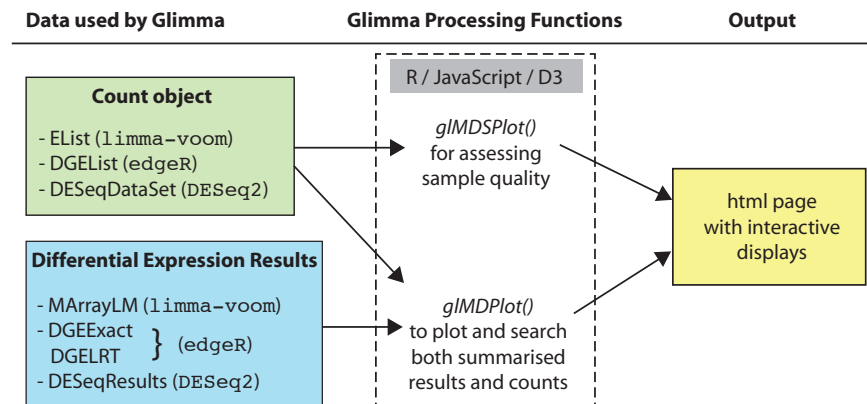 Data used by Glimma
Glimma Processing Functions
Output
Count object
- EList (limma-voom)
- DGEList (edgeR)
- DESeqDataSet (DESeq2)
Differential Expression Results
- MArrayLM (limma-voom)
- DGEExact
DGELRT
} (edgeR)
- DESeqResults (DESeq2)
R / JavaScript / D3
glMDSPlot()
for assessing
sample quality
glMDPlot()
to plot and search
both summarised
results and counts
html page
with interactive
displays